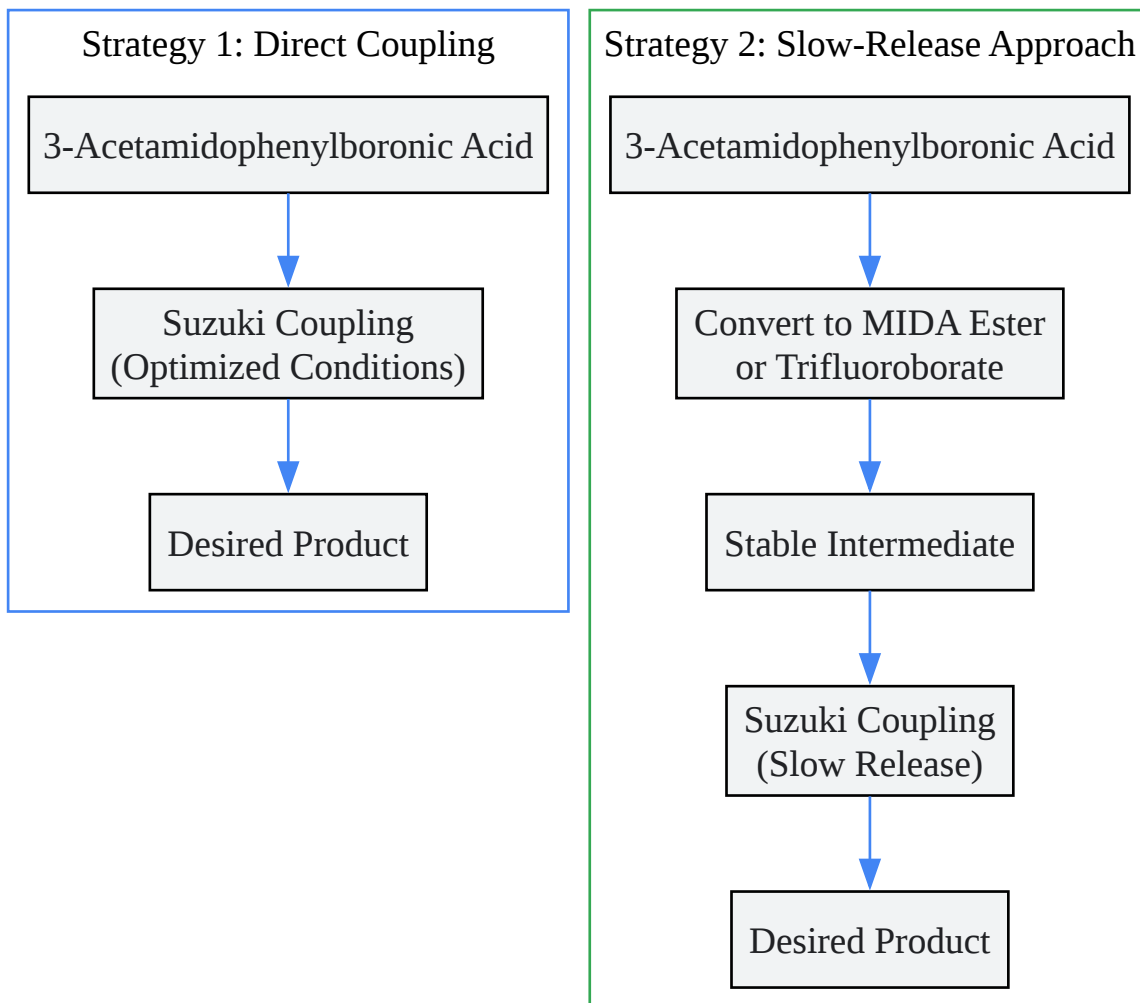 Strategy 1: Direct Coupling
3-Acetamidophenylboronic Acid
Suzuki Coupling
(Optimized Conditions)
Desired Product
Strategy 2: Slow-Release Approach
3-Acetamidophenylboronic Acid
Convert to MIDA Ester
or Trifluoroborate
Stable Intermediate
Suzuki Coupling
(Slow Release)
Desired Product